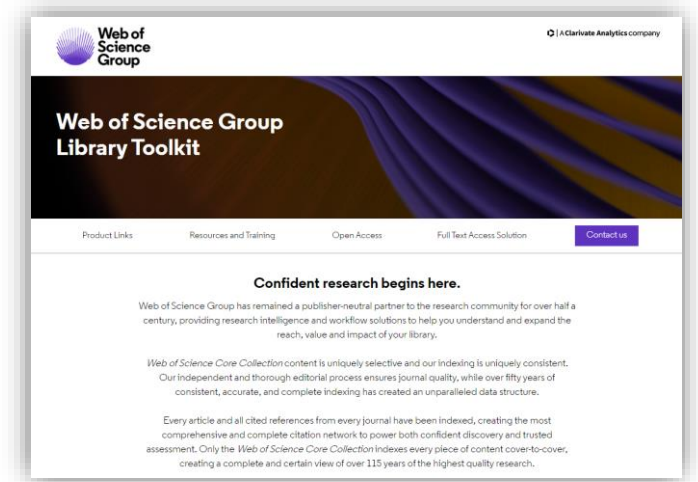 Web of
Science
Group
A Clarivate Analytics company
Web of Science Group
Library Toolkit
Product Links
Resources and Training
Open Access
Full Text Access Solution
Contact us
Confident research begins here.
Web of Science Group has remained a publisher-neutral partner to the research community for over half a
century, providing research intelligence and workflow solutions to help you understand and expand the
reach, value and impact of your library.
Web of Science Core Collection content is uniquely selective and our indexing is uniquely consistent.
Our independent and thorough editorial process ensures journal quality, while over fifty years of
consistent, accurate, and complete indexing has created an unparalleled data structure.
Every article and all cited references from every journal have been indexed, creating the most
comprehensive and complete citation network to power both confident discovery and trusted
assessment. Only the Web of Science Core Collection indexes every piece of content cover-to-cover,
creating a complete and certain view of over 115 years of the highest quality research.